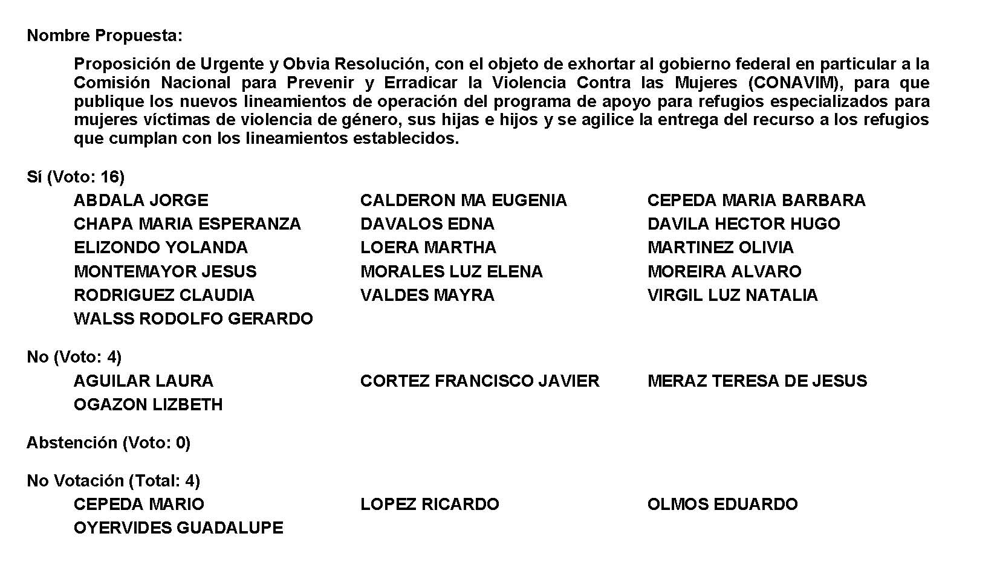 Nombre Propuesta:
Proposición de Urgente y Obvia Resolución, con el objeto de exhortar al gobierno federal en particular a la
Comisión Nacional para Prevenir y Erradicar la Violencia Contra las Mujeres (CONAVIM), para que
publique los nuevos lineamientos de operación del programa de apoyo para refugios especializados para
mujeres víctimas de violencia de género, sus hijas e hijos y se agilice la entrega del recurso a los refugios
que cumplan con los lineamientos establecidos.
Sí (Voto: 16)
ABDALA JORGE CALDERON MA EUGENIA CEPEDA MARIA BARBARA
CHAPA MARIA ESPERANZA DAVALOS EDNA DAVILA HECTOR HUGO
ELIZONDO YOLANDA LOERA MARTHA MARTINEZ OLIVIA
MONTEMAYOR JESUS MORALES LUZ ELENA MOREIRA ALVARO
RODRIGUEZ CLAUDIA VALDES MAYRA VIRGIL LUZ NATALIA
WALSS RODOLFO GERARDO
No (Voto: 4)
AGUILAR LAURA CORTEZ FRANCISCO JAVIER MERAZ TERESA DE JESUS
OGAZON LIZBETH
Abstención (Voto: 0)
No Votación (Total: 4)
CEPEDA MARIO LOPEZ RICARDO OLMOS EDUARDO
OYERVIDES GUADALUPE